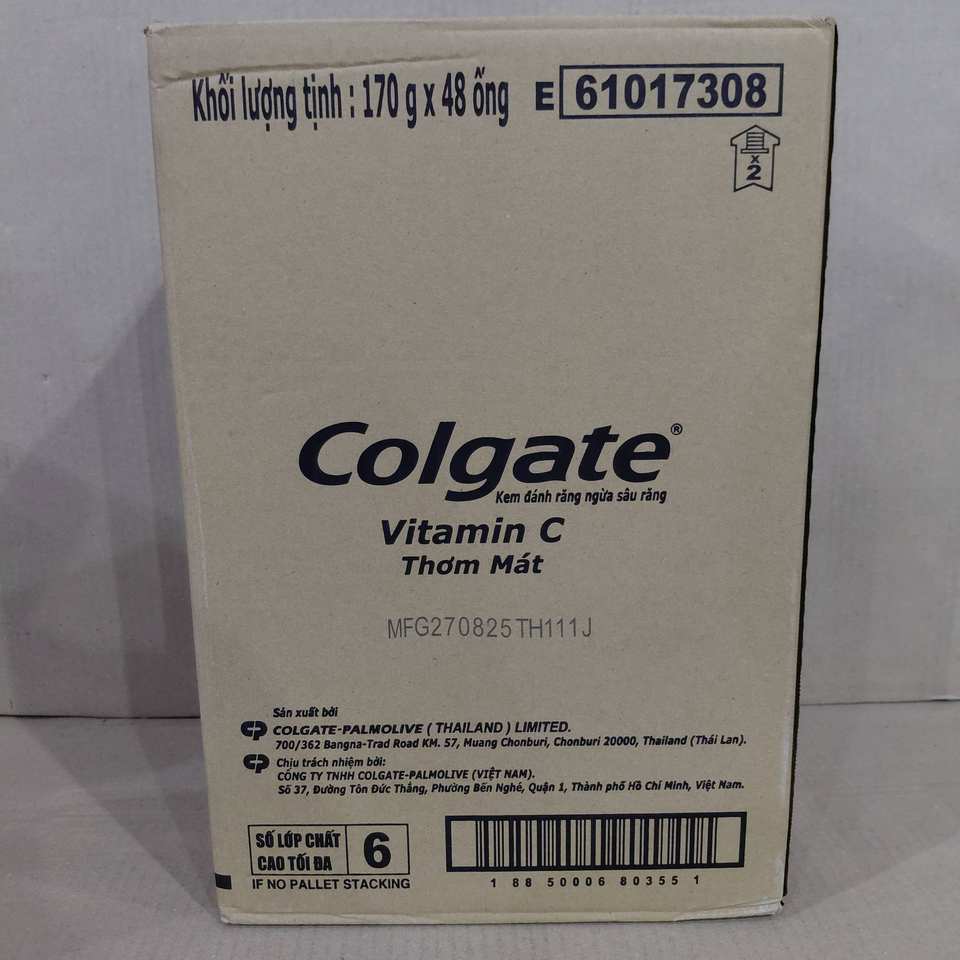 Khối lượng tịnh : 170 g x 48 ống E 61017308
x
2
Colgate®
Kem đánh răng ngừa sâu răng
Vitamin C
Thơm Mát
MFG270825TH111J
Sản xuất bởi
CP COLGATE-PALMOLIVE ( THAILAND ) LIMITED.
700/362 Bangna-Trad Road KM. 57, Muang Chonburi, Chonburi 20000, Thailand (Thái Lan).
CP Chịu trách nhiệm bởi:
CÔNG TY TNHH COLGATE-PALMOLIVE (VIỆT NAM).
Số 37, Đường Tôn Đức Thắng, Phường Bến Nghé, Quận 1, Thành phố Hồ Chí Minh, Việt Nam.
SỐ LỚP CHẤT
CAO TỐI ĐA 6
IF NO PALLET STACKING
1 88 50006 80355 1